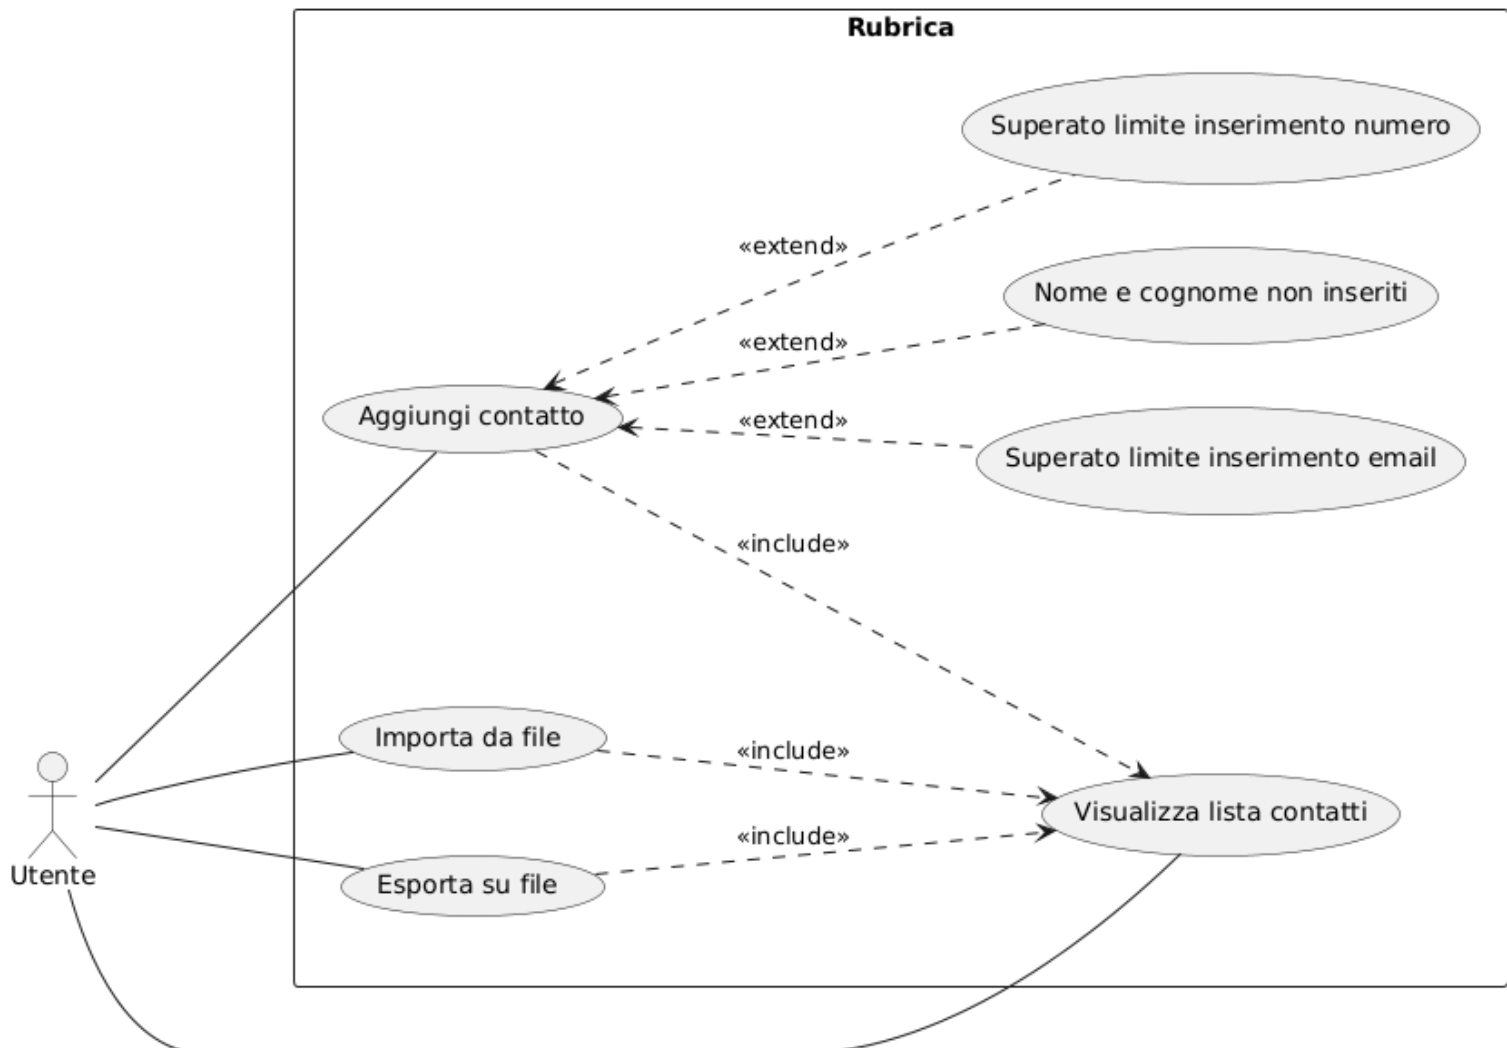 Rubrica
Superato limite inserimento numero
«extend»
Nome e cognome non inseriti
«extend»
Aggiungi contatto
«extend»
Superato limite inserimento email
«include»
Importa da file
«include»
Visualizza lista contatti
«include»
Utente
Esporta su file